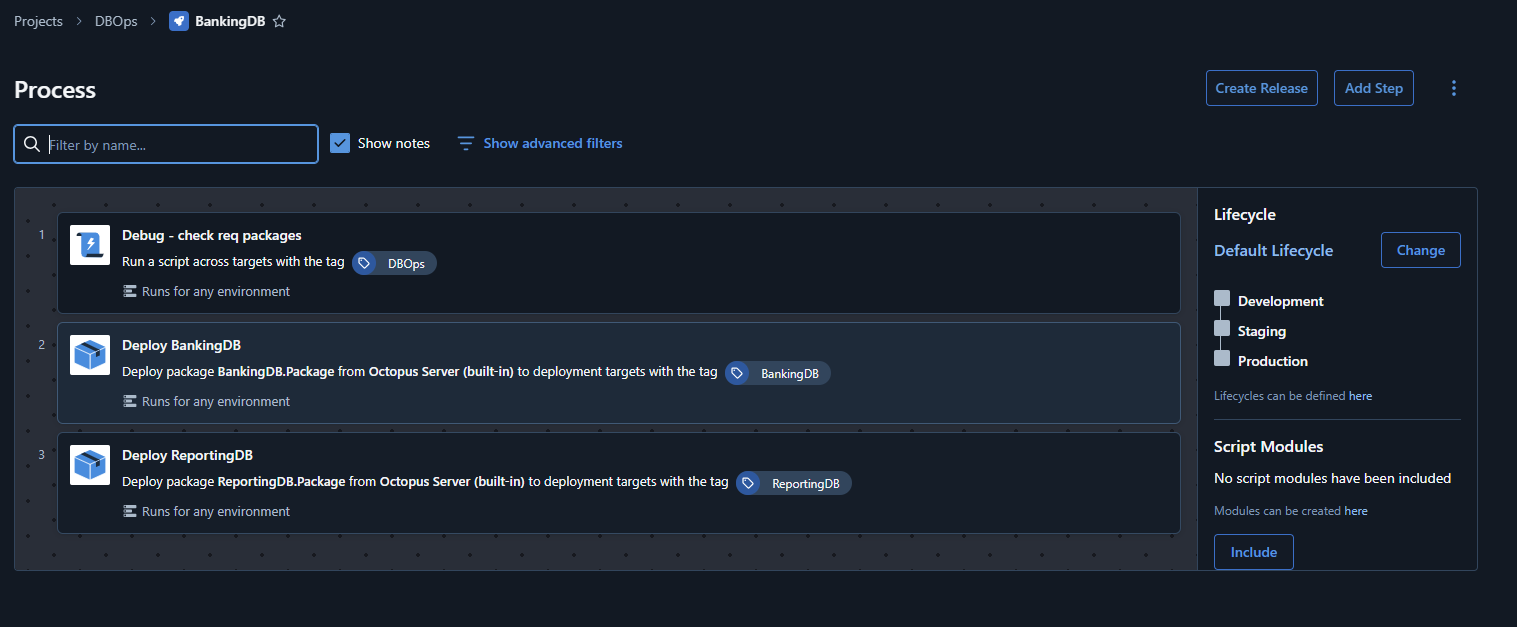 Projects > DBOps > BankingDB
Process
Create Release
Add Step
Filter by name...
Show notes
Show advanced filters
1
Debug - check req packages
Run a script across targets with the tag DBOps
Runs for any environment
2
Deploy BankingDB
Deploy package BankingDB.Package from Octopus Server (built-in) to deployment targets with the tag BankingDB
Runs for any environment
3
Deploy ReportingDB
Deploy package ReportingDB.Package from Octopus Server (built-in) to deployment targets with the tag ReportingDB
Runs for any environment
Lifecycle
Default Lifecycle
Change
Development
Staging
Production
Lifecycles can be defined here
Script Modules
No script modules have been included
Modules can be created here
Include